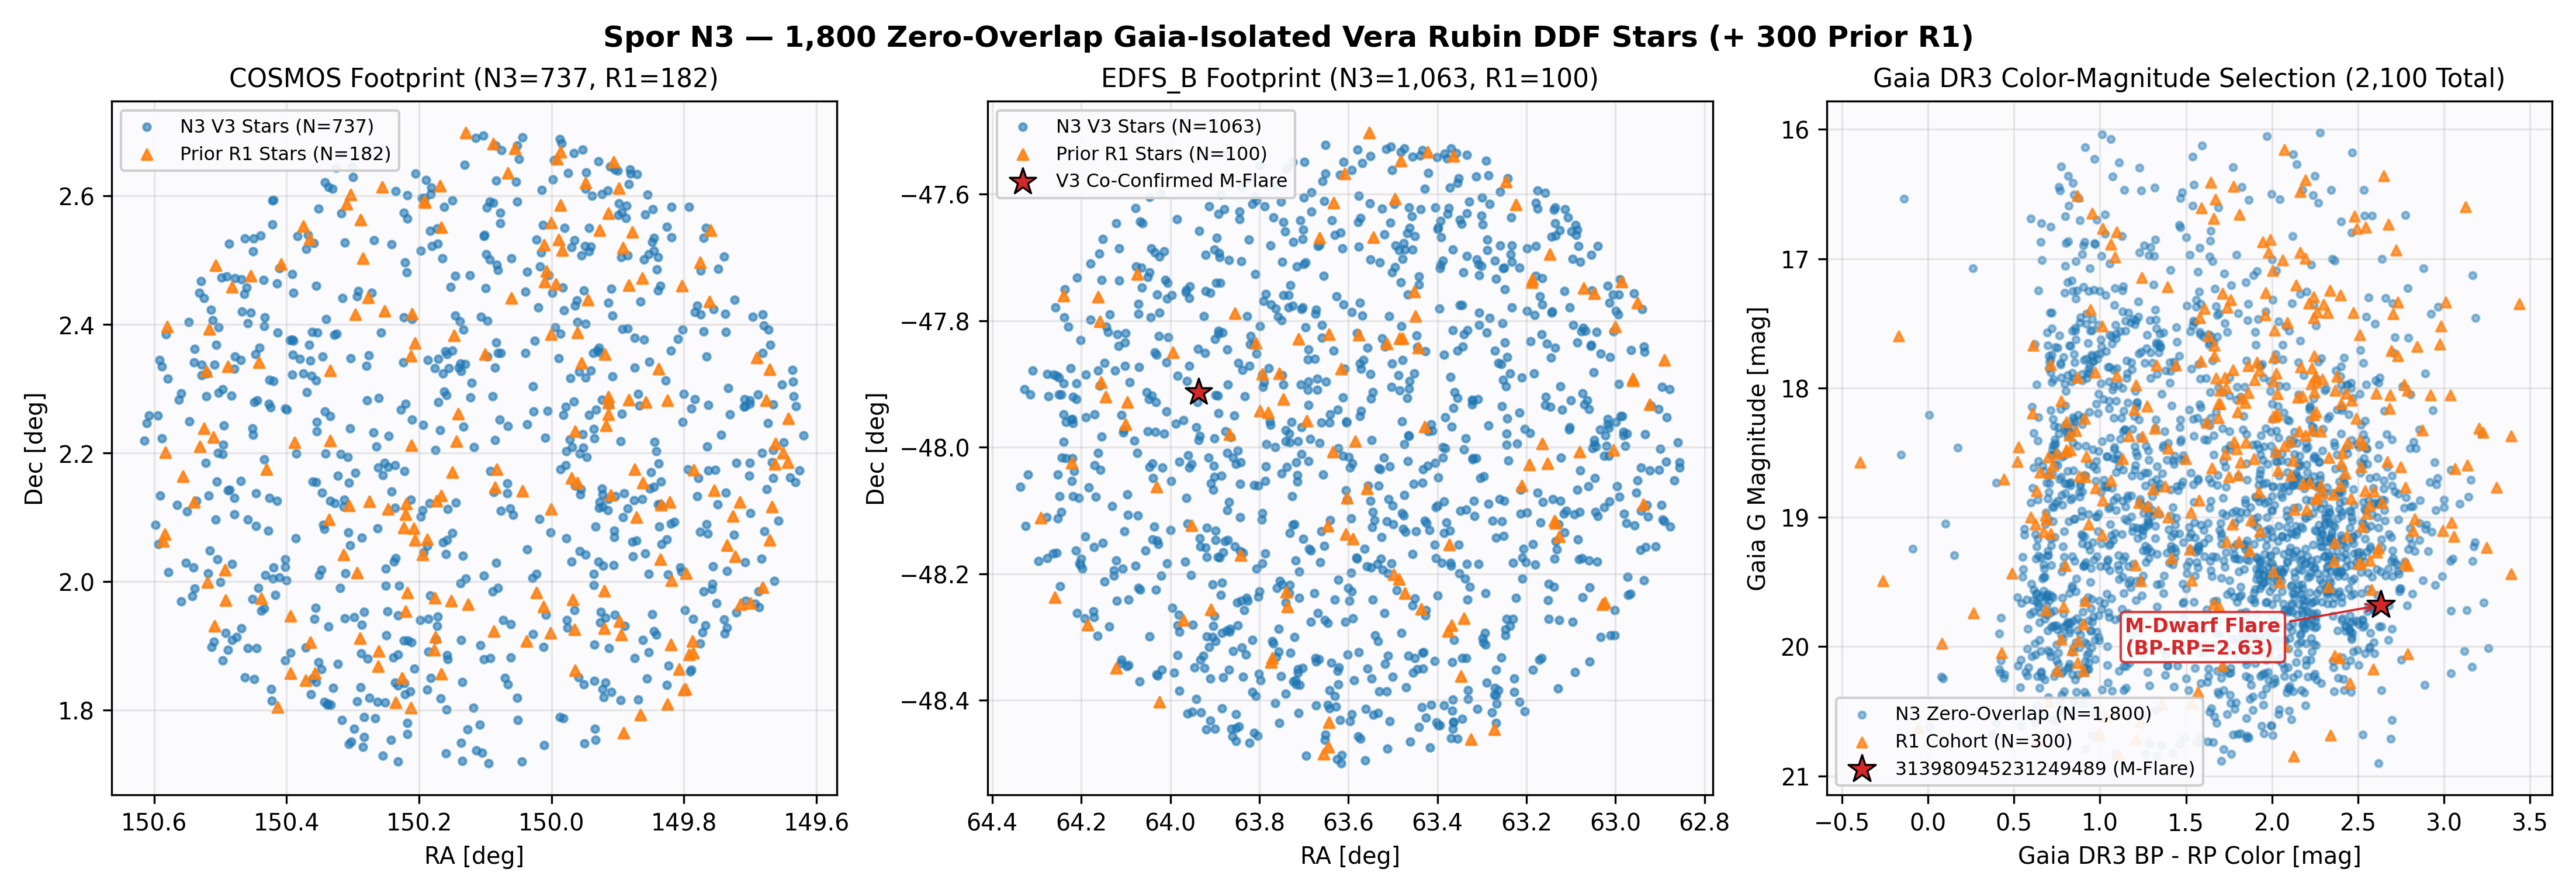 Spor N3 — 1,800 Zero-Overlap Gaia-Isolated Vera Rubin DDF Stars (+ 300 Prior R1)
COSMOS Footprint (N3=737, R1=182)
N3 V3 Stars (N=737)
Prior R1 Stars (N=182)
Dec [deg]
2.6
2.4
2.2
2.0
1.8
150.6
150.4
150.2
150.0
149.8
149.6
RA [deg]
EDFS_B Footprint (N3=1,063, R1=100)
N3 V3 Stars (N=1063)
Prior R1 Stars (N=100)
V3 Co-Confirmed M-Flare
Dec [deg]
−47.6
−47.8
−48.0
−48.2
−48.4
64.4
64.2
64.0
63.8
63.6
63.4
63.2
63.0
62.8
RA [deg]
Gaia DR3 Color-Magnitude Selection (2,100 Total)
Gaia G Magnitude [mag]
16
17
18
19
20
21
M-Dwarf Flare
(BP-RP=2.63)
N3 Zero-Overlap (N=1,800)
R1 Cohort (N=300)
313980945231249489 (M-Flare)
−0.5
0.0
0.5
1.0
1.5
2.0
2.5
3.0
3.5
Gaia DR3 BP - RP Color [mag]